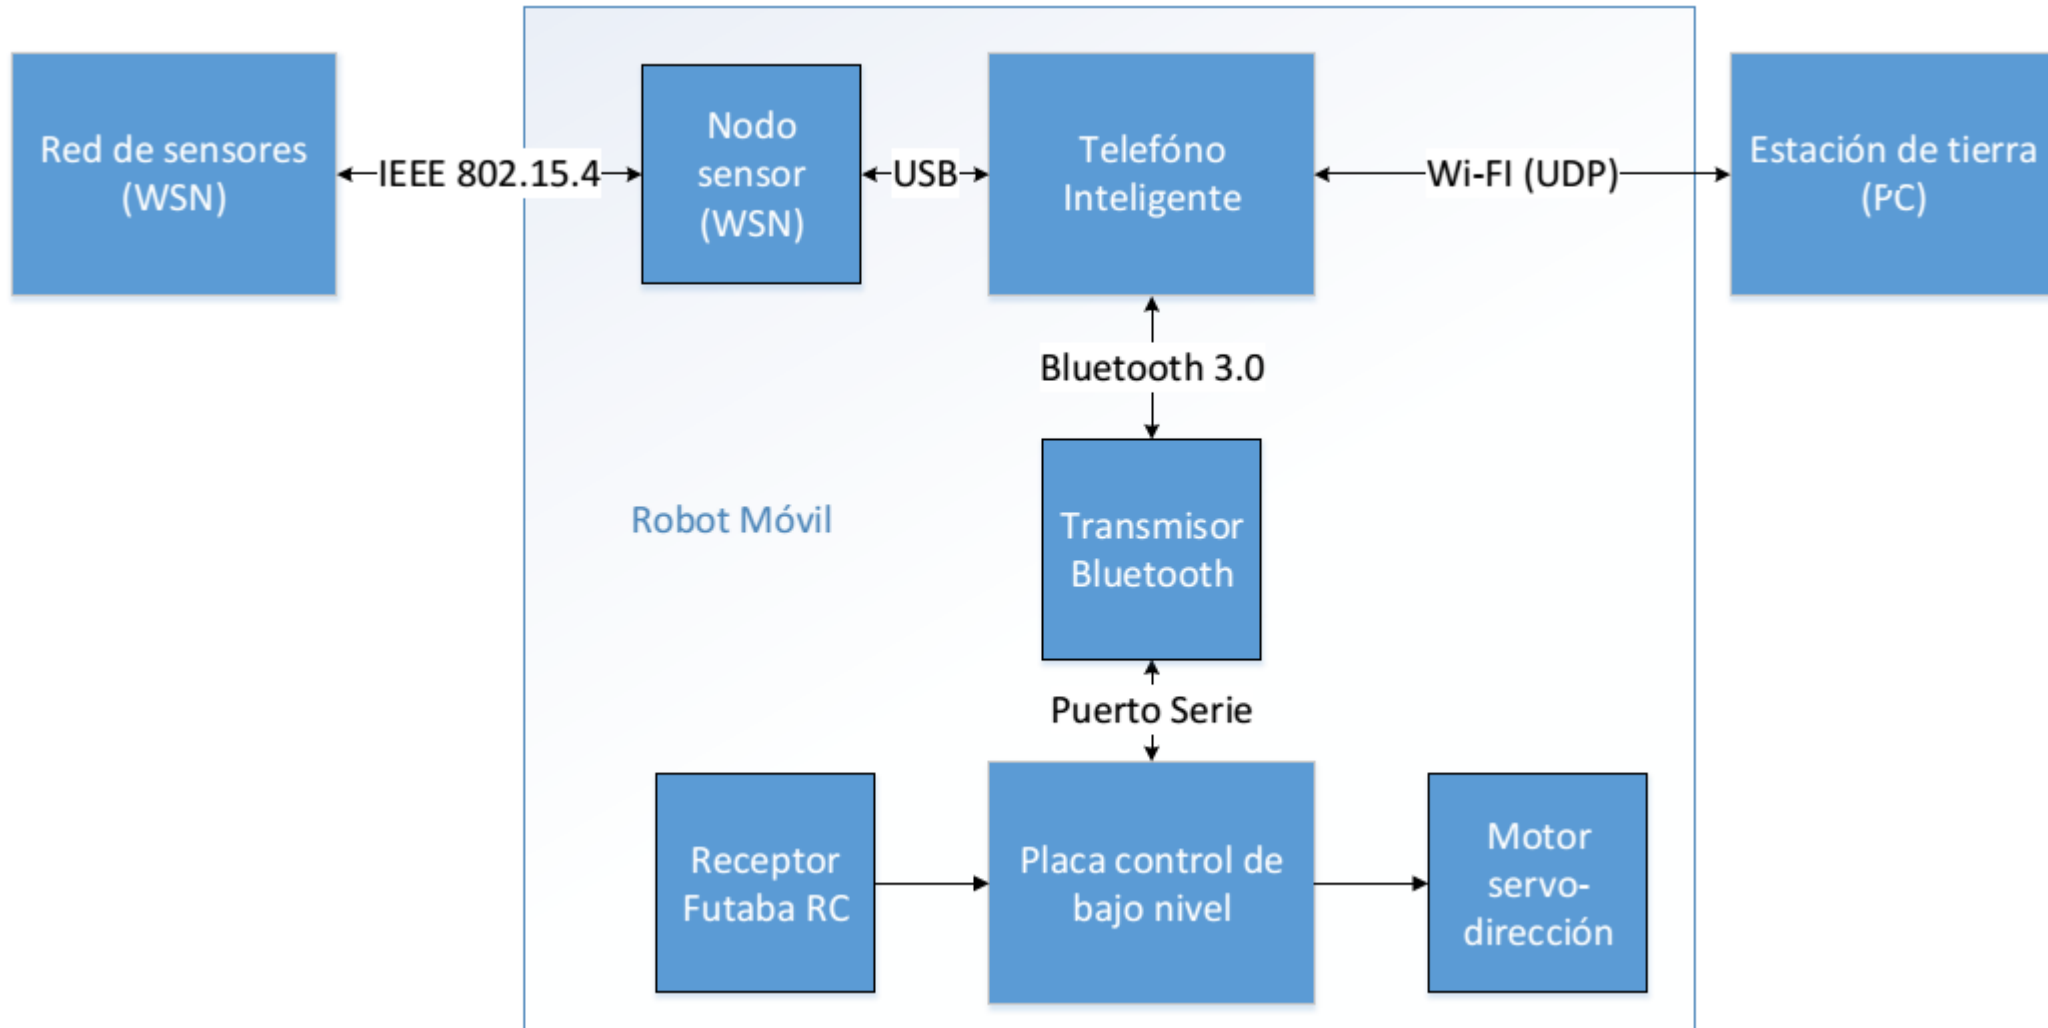 Red de sensores
(WSN)
IEEE 802.15.4
Nodo
sensor
(WSN)
USB
Telefóno
Inteligente
Wi-FI (UDP)
Estación de tierra
(PC)
Bluetooth 3.0
Robot Móvil
Transmisor
Bluetooth
Puerto Serie
Receptor
Futaba RC
Placa control de
bajo nivel
Motor
servo-
dirección